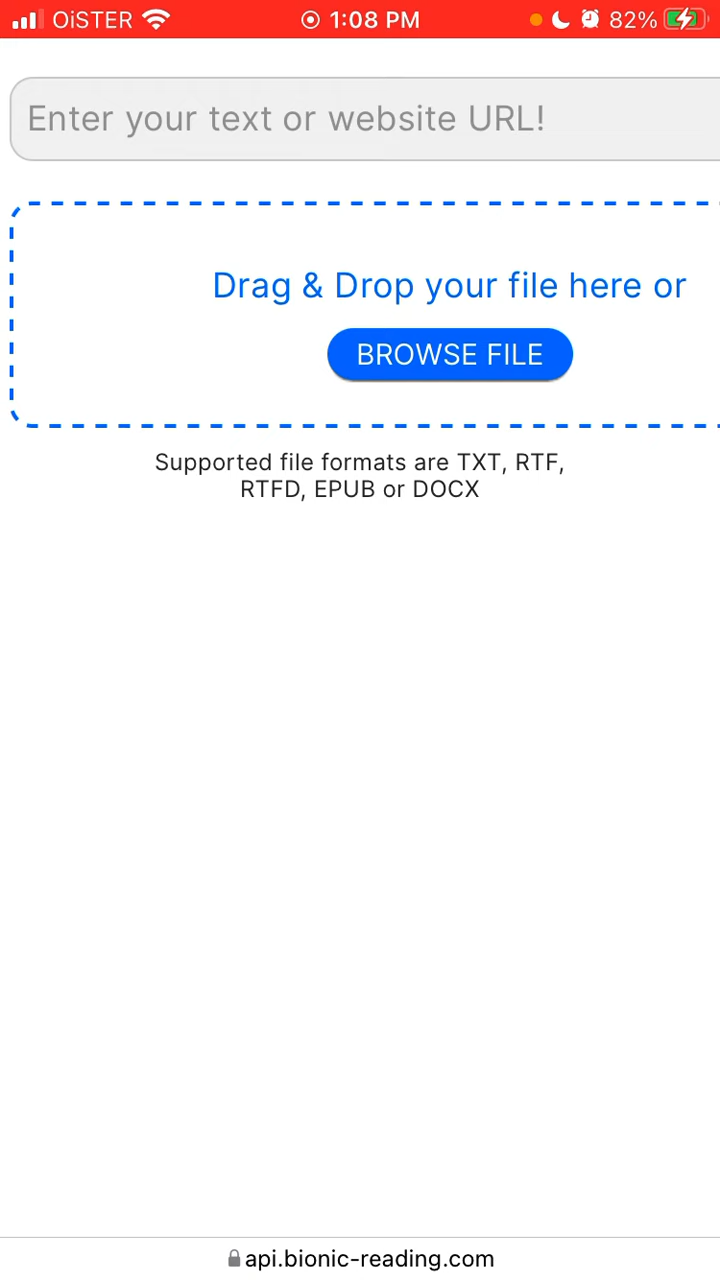 OiSTER 1:08 PM 82%
Enter your text or website URL!
Drag & Drop your file here or
BROWSE FILE
Supported file formats are TXT, RTF,
RTFD, EPUB or DOCX
api.bionic-reading.com